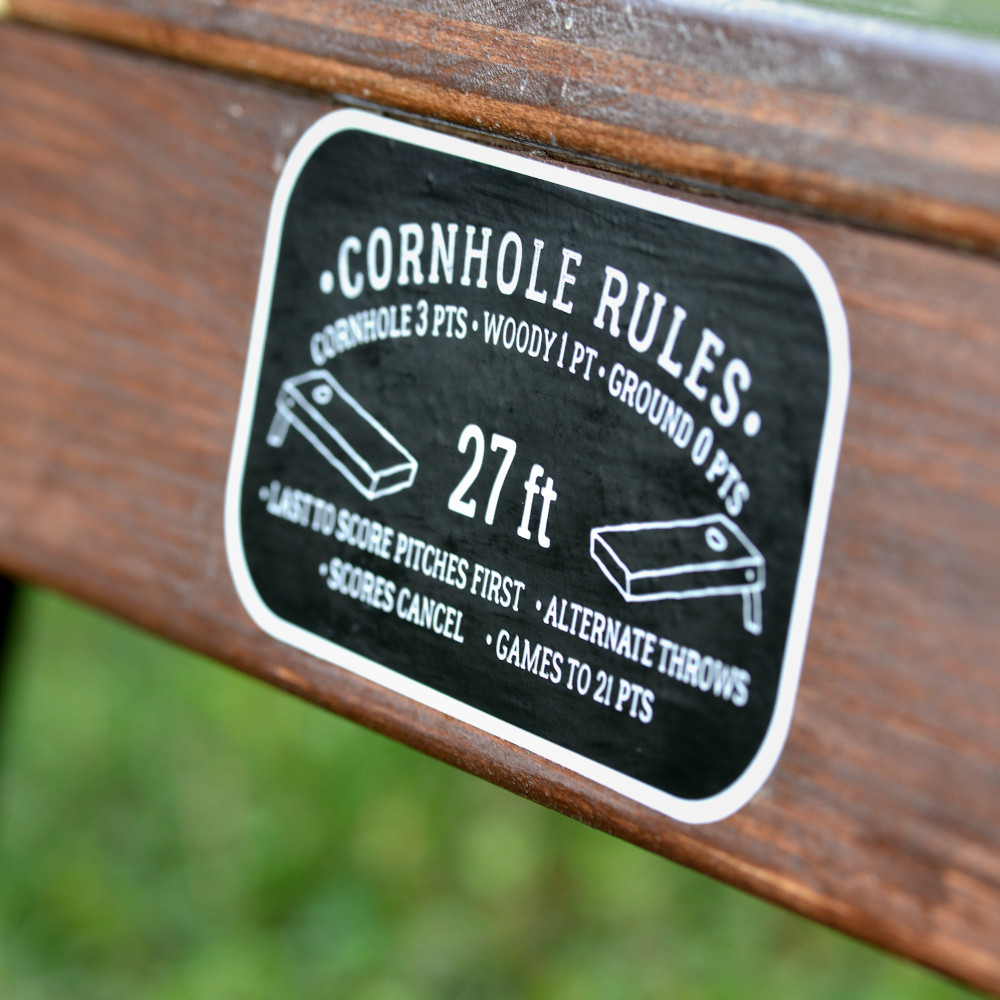 ·CORNHOLE RULES·
CORNHOLE 3 PTS · WOODY 1 PT · GROUND 0 PTS
27 ft
·LAST TO SCORE PITCHES FIRST ·ALTERNATE THROWS
·SCORES CANCEL ·GAMES TO 21 PTS